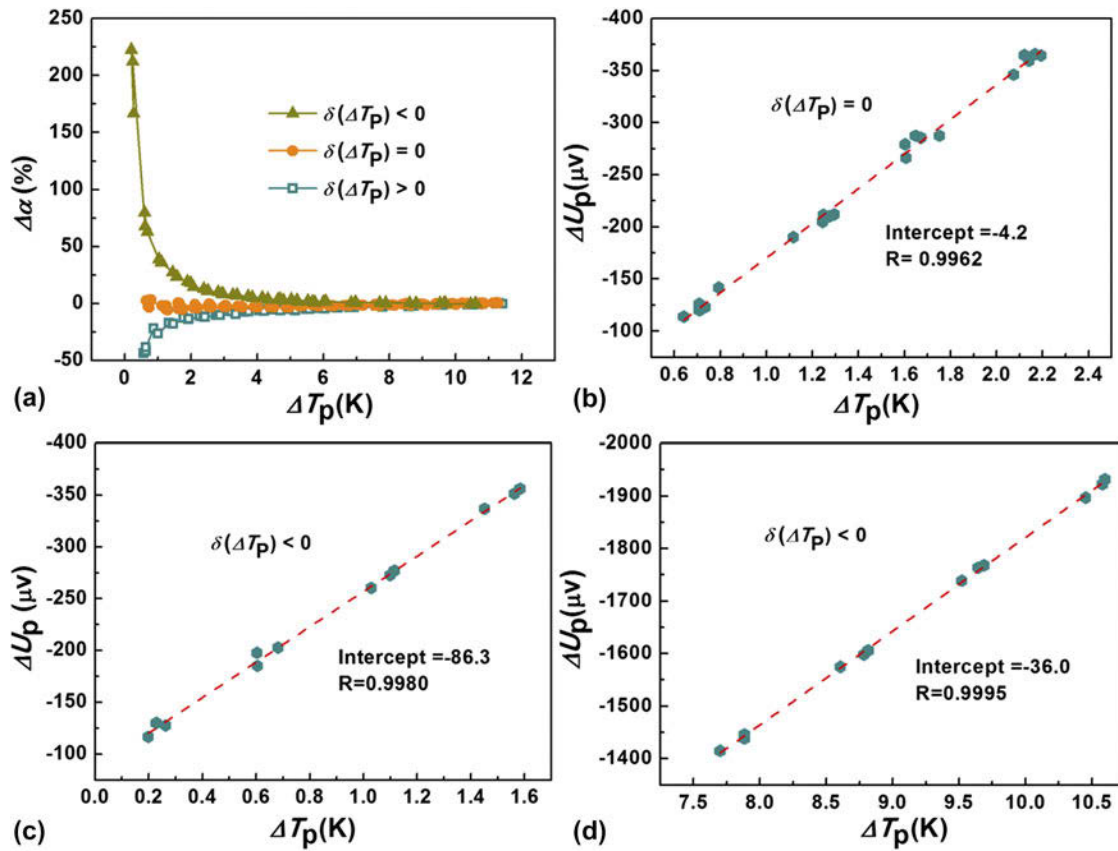 250
200
150
100
50
0
-50
Δα(%)
δ(ΔTP) < 0
δ(ΔTP) = 0
δ(ΔTP) > 0
0 2 4 6 8 10 12
ΔTp(K)
(a)
-350
-300
-250
-200
-150
-100
ΔUp(μv)
δ(ΔTP) = 0
Intercept =-4.2
R= 0.9962
0.6 0.8 1.0 1.2 1.4 1.6 1.8 2.0 2.2 2.4
ΔTp(K)
(b)
-400
-350
-300
-250
-200
-150
-100
ΔUp (μv)
δ(ΔTP) < 0
Intercept =-86.3
R=0.9980
0.0 0.2 0.4 0.6 0.8 1.0 1.2 1.4 1.6
ΔTp(K)
(c)
-2000
-1900
-1800
-1700
-1600
-1500
-1400
ΔUp(μv)
δ(ΔTP) < 0
Intercept =-36.0
R=0.9995
7.5 8.0 8.5 9.0 9.5 10.0 10.5
ΔTp(K)
(d)